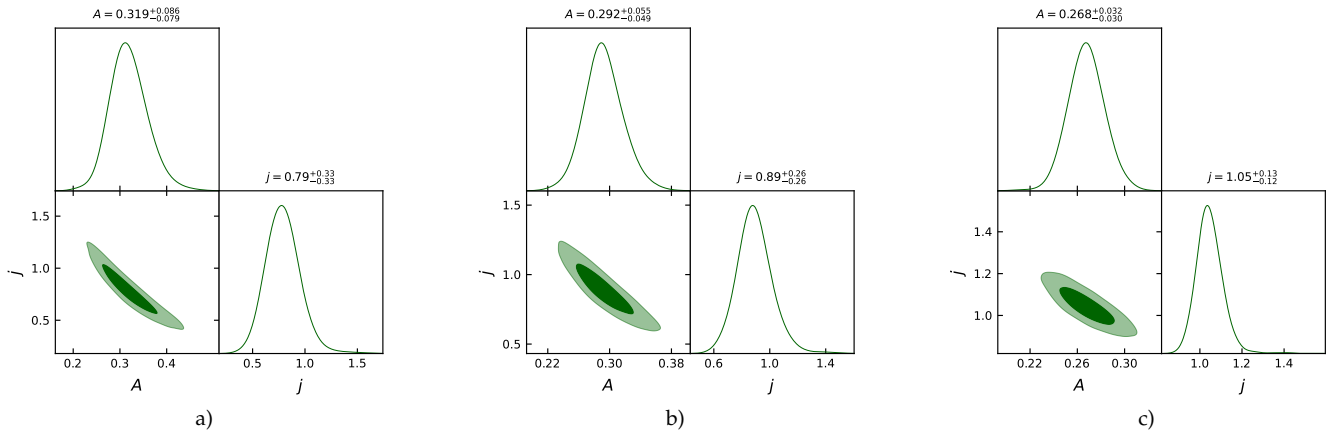 A = 0.319^{+0.086}_{-0.079}
j = 0.79^{+0.33}_{-0.33}
1.5
1.0
0.5
j
0.2 0.3 0.4
A
0.5 1.0 1.5
j
a)
A = 0.292^{+0.055}_{-0.049}
j = 0.89^{+0.26}_{-0.26}
1.5
1.0
0.5
j
0.22 0.30 0.38
A
0.6 1.0 1.4
j
b)
A = 0.268^{+0.032}_{-0.030}
j = 1.05^{+0.13}_{-0.12}
1.4
1.2
1.0
j
0.22 0.26 0.30
A
1.0 1.2 1.4
j
c)